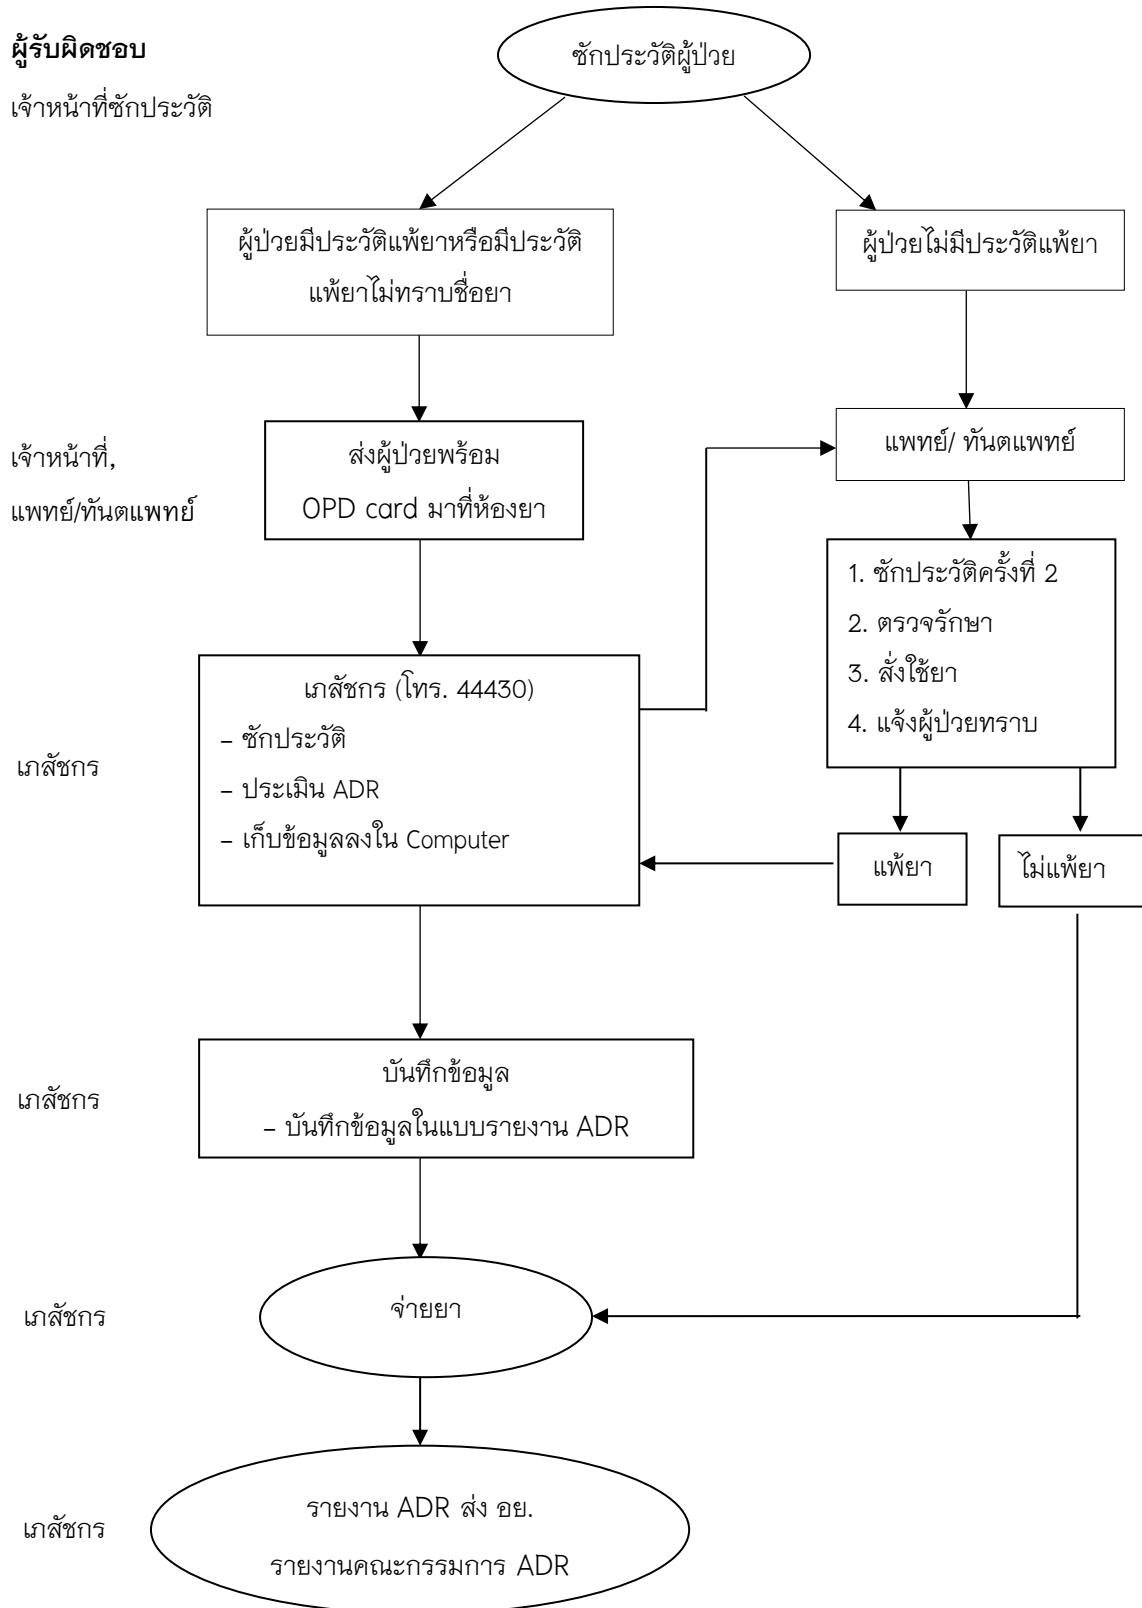 ผู้รับผิดชอบ
ซักประวัติผู้ป่วย
เจ้าหน้าที่ซักประวัติ
ผู้ป่วยมีประวัติแพ้ยาหรือมีประวัติ
แพ้ยาไม่ทราบชื่อยา
ผู้ป่วยไม่มีประวัติแพ้ยา
เจ้าหน้าที่,
แพทย์/ทันตแพทย์
ส่งผู้ป่วยพร้อม
OPD card มาที่ห้องยา
แพทย์/ ทันตแพทย์
1. ซักประวัติครั้งที่ 2
2. ตรวจรักษา
3. สั่งใช้ยา
4. แจ้งผู้ป่วยทราบ
เภสัชกร
เภสัชกร (โทร. 44430)
– ซักประวัติ
– ประเมิน ADR
– เก็บข้อมูลลงใน Computer
แพ้ยา
ไม่แพ้ยา
เภสัชกร
บันทึกข้อมูล
– บันทึกข้อมูลในแบบรายงาน ADR
เภสัชกร
จ่ายยา
เภสัชกร
รายงาน ADR ส่ง อย.
รายงานคณะกรรมการ ADR